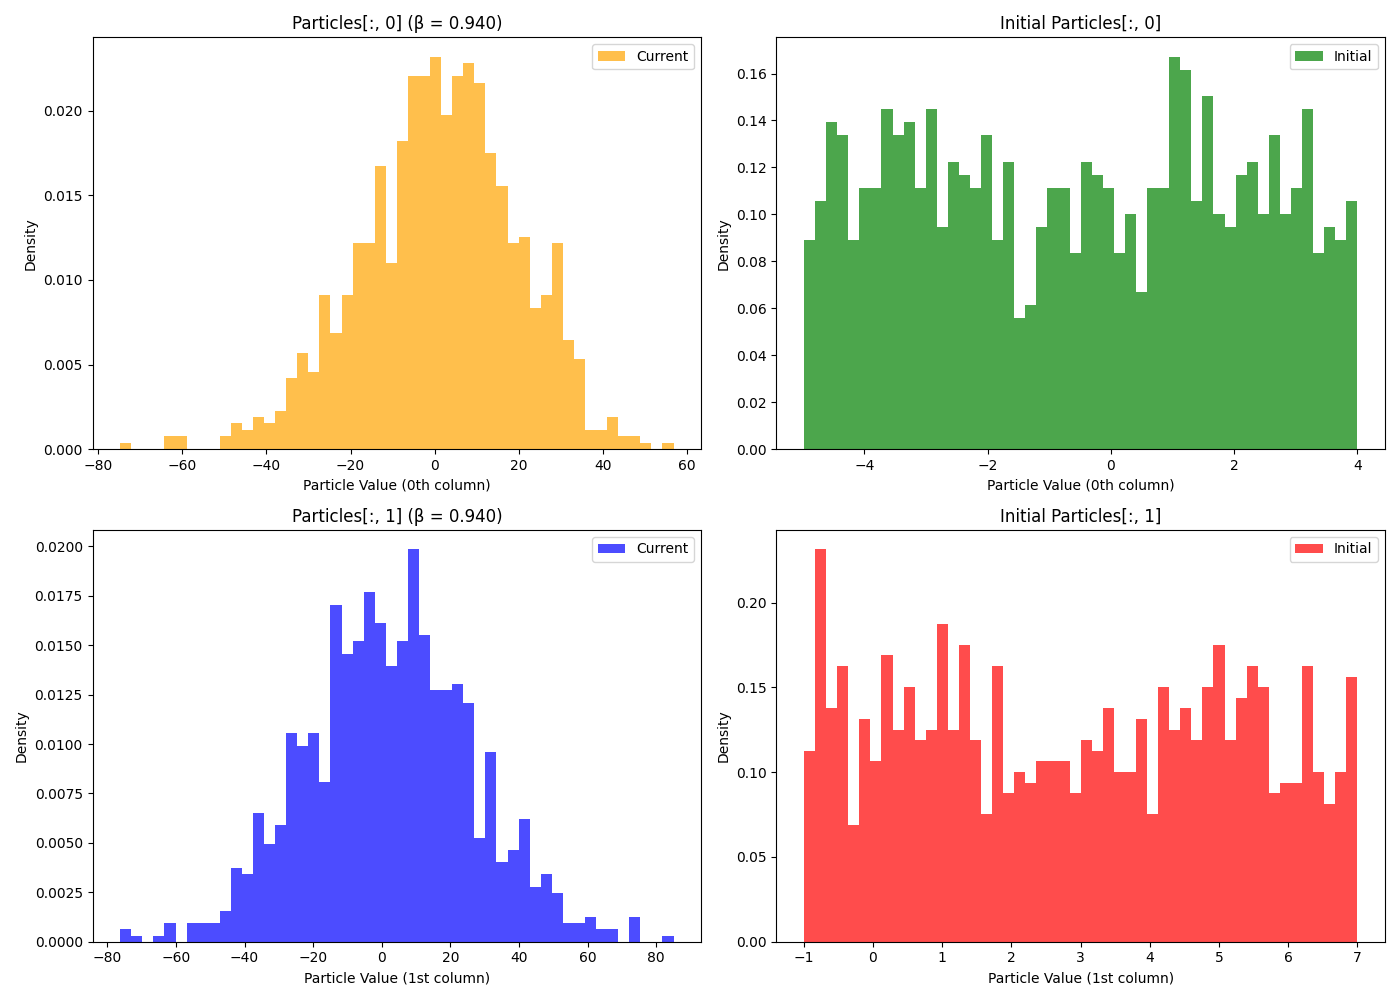 Particles[:, 0] (β = 0.940)
Current
Density
0.020
0.015
0.010
0.005
0.000
−80 −60 −40 −20 0 20 40 60
Particle Value (0th column)
Initial Particles[:, 0]
Initial
Density
0.16
0.14
0.12
0.10
0.08
0.06
0.04
0.02
0.00
−4 −2 0 2 4
Particle Value (0th column)
Particles[:, 1] (β = 0.940)
Current
Density
0.0200
0.0175
0.0150
0.0125
0.0100
0.0075
0.0050
0.0025
0.0000
−80 −60 −40 −20 0 20 40 60 80
Particle Value (1st column)
Initial Particles[:, 1]
Initial
Density
0.20
0.15
0.10
0.05
0.00
−1 0 1 2 3 4 5 6 7
Particle Value (1st column)